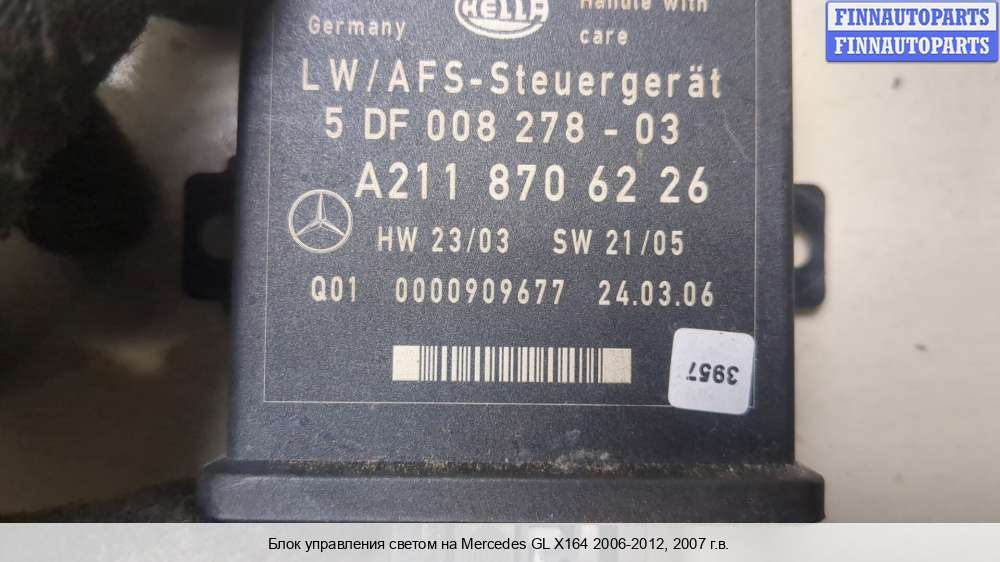 FINNAUTOPARTS
FINNAUTOPARTS
HELLA
Handle with
Germany
care
LW/AFS-Steuergerät
5 DF 008 278 - 03
A211 870 62 26
HW 23/03 SW 21/05
Q01 0000909677 24.03.06
3957
Блок управления светом на Mercedes GL X164 2006-2012, 2007 г.в.